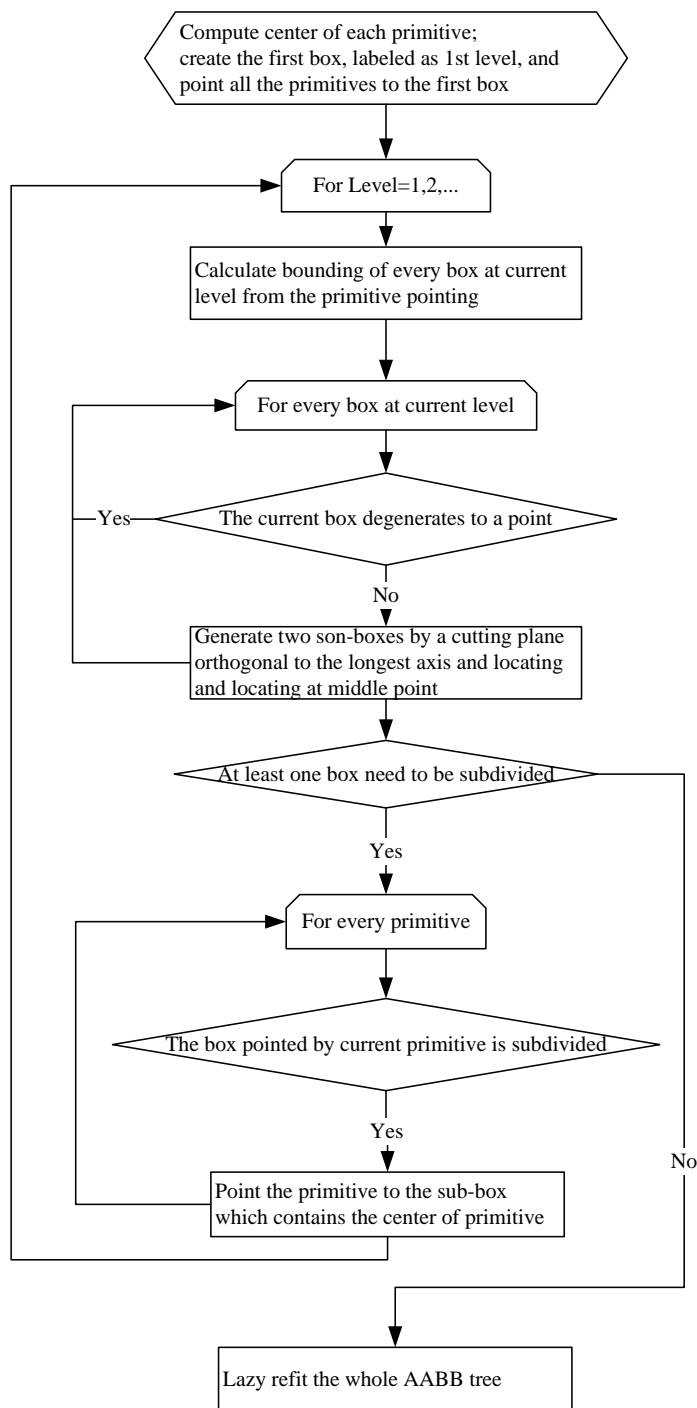 Compute center of each primitive;
create the first box, labeled as 1st level, and
point all the primitives to the first box
For Level=1,2,...
Calculate bounding of every box at current
level from the primitive pointing
For every box at current level
The current box degenerates to a point
Yes
No
Generate two son-boxes by a cutting plane
orthogonal to the longest axis and locating
and locating at middle point
At least one box need to be subdivided
Yes
For every primitive
The box pointed by current primitive is subdivided
Yes
No
Point the primitive to the sub-box
which contains the center of primitive
Lazy refit the whole AABB tree